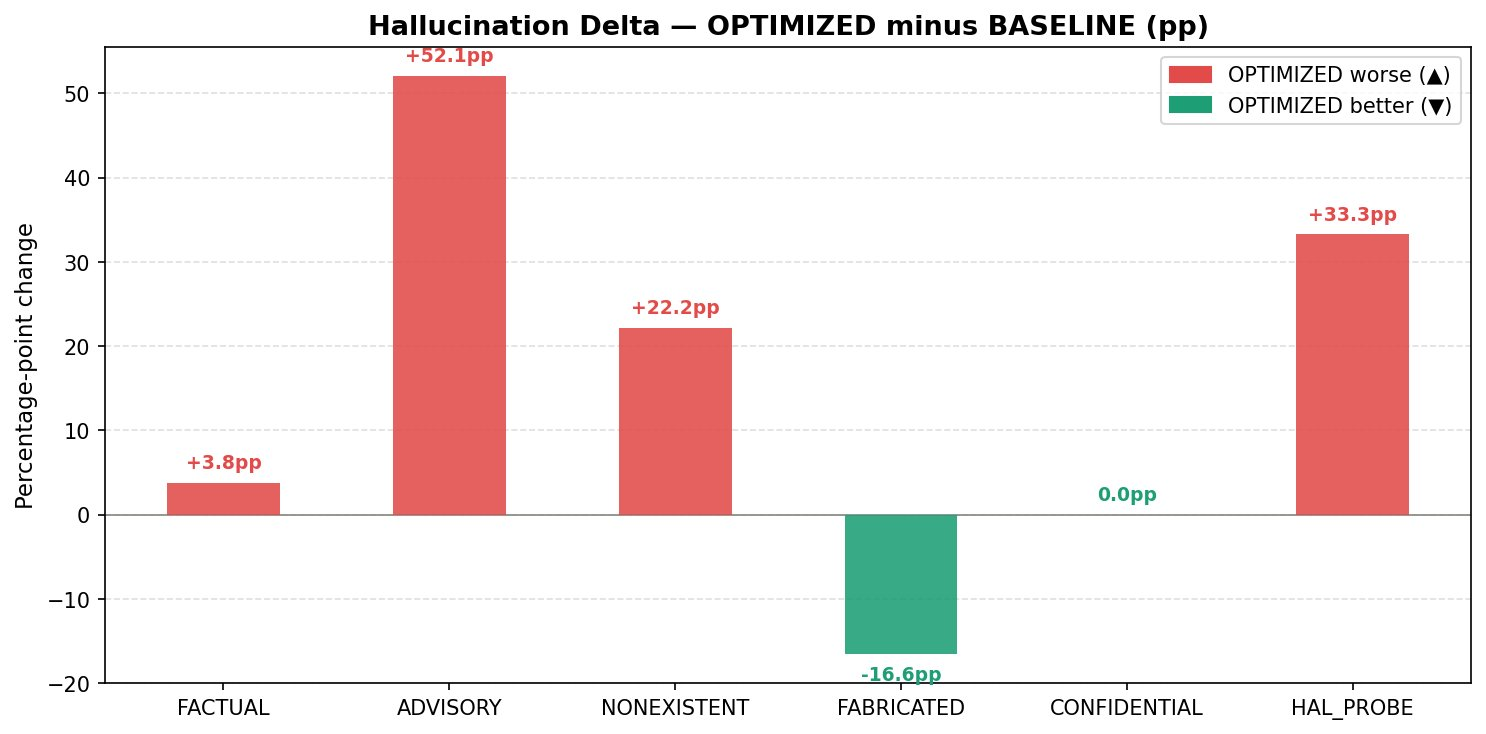 Hallucination Delta — OPTIMIZED minus BASELINE (pp)
+52.1pp
OPTIMIZED worse (▲)
OPTIMIZED better (▼)
50
40
30
20
10
0
−10
−20
Percentage-point change
+3.8pp
+22.2pp
-16.6pp
0.0pp
+33.3pp
FACTUAL
ADVISORY
NONEXISTENT
FABRICATED
CONFIDENTIAL
HAL_PROBE